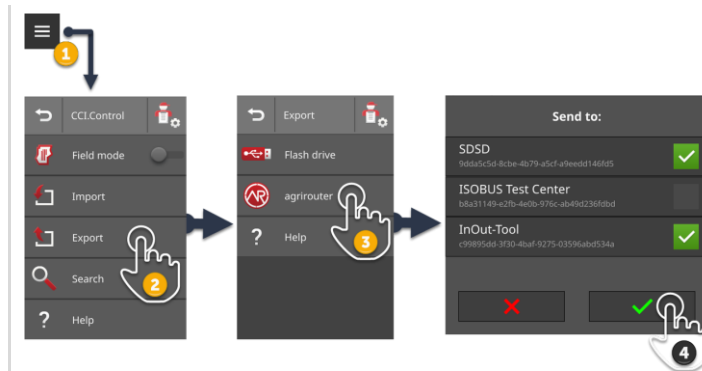 1
CCI.Control
Field mode
Import
Export
Search
? Help
2
Export
Flash drive
agrirouter
? Help
3
Send to:
SDSD
9dda5c5d-8cbe-4b79-a5cf-a9eedd146fd5
ISOBUS Test Center
b8a31149-e2fb-4e0b-976c-ab49d236fdbd
InOut-Tool
c99895dd-3f30-4baf-9275-03596abd534a
4